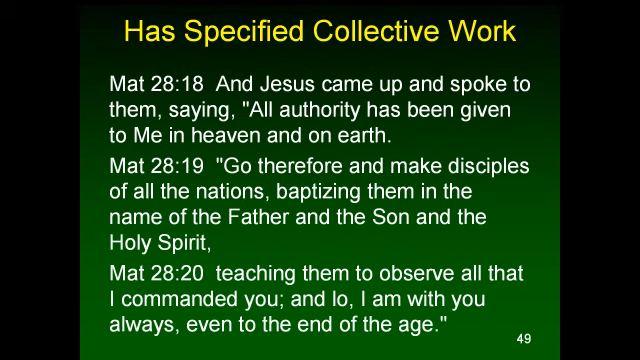 Has Specified Collective Work
Mat 28:18  And Jesus came up and spoke to
them, saying, "All authority has been given
to Me in heaven and on earth.
Mat 28:19  "Go therefore and make disciples
of all the nations, baptizing them in the
name of the Father and the Son and the
Holy Spirit,
Mat 28:20  teaching them to observe all that
I commanded you; and lo, I am with you
always, even to the end of the age."
49